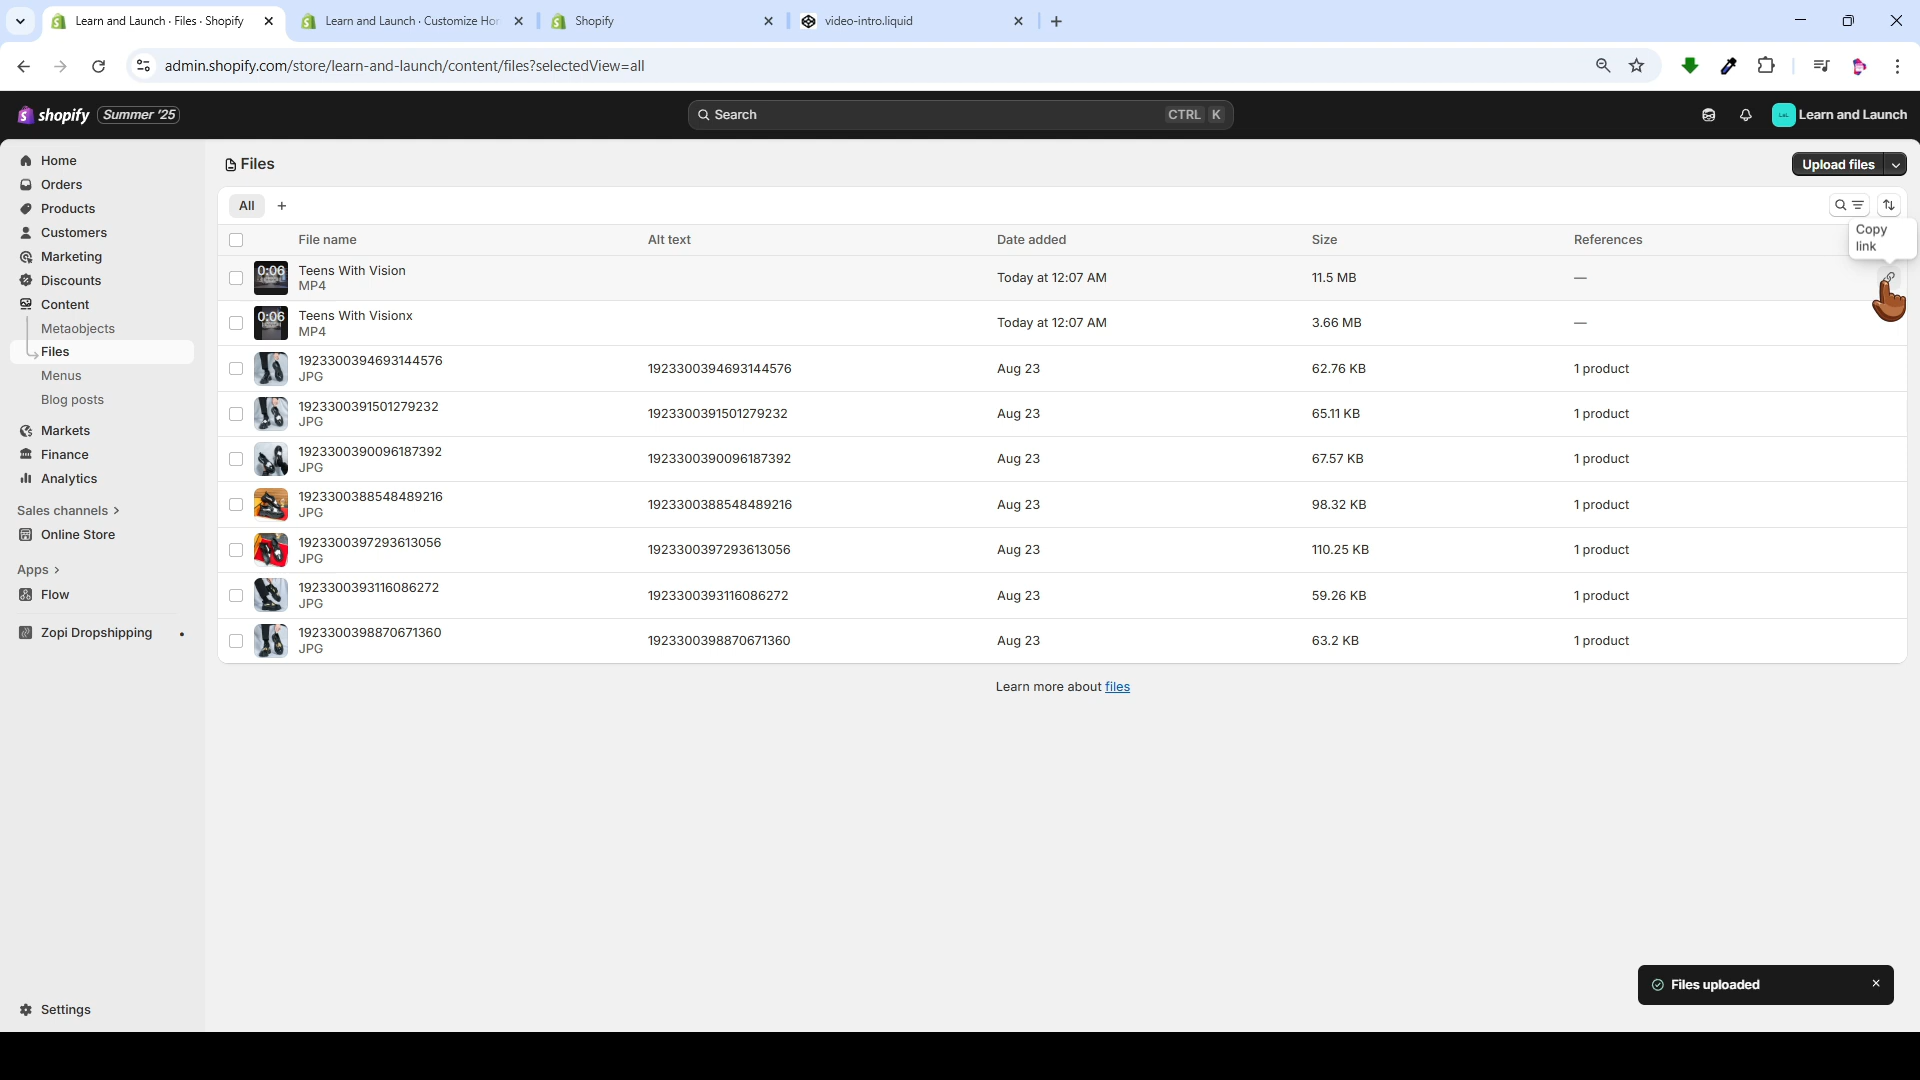 Learn and Launch · Files · Shopify
Learn and Launch · Customize Hor
Shopify
video-intro.liquid
admin.shopify.com/store/learn-and-launch/content/files?selectedView=all
shopify Summer '25
Search CTRL K
Learn and Launch
Home
Orders
Products
Customers
Marketing
Discounts
Content
Metaobjects
Files
Menus
Blog posts
Markets
Finance
Analytics
Sales channels
Online Store
Apps
Flow
Zopi Dropshipping
Settings
Files
Upload files
All
Copy
link
File name Alt text Date added Size References
0:06 Teens With Vision Today at 12:07 AM 11.5 MB —
MP4
0:06 Teens With Visionx Today at 12:07 AM 3.66 MB —
MP4
1923300394693144576 1923300394693144576 Aug 23 62.76 KB 1 product
JPG
1923300391501279232 1923300391501279232 Aug 23 65.11 KB 1 product
JPG
1923300390096187392 1923300390096187392 Aug 23 67.57 KB 1 product
JPG
1923300388548489216 1923300388548489216 Aug 23 98.32 KB 1 product
JPG
1923300397293613056 1923300397293613056 Aug 23 110.25 KB 1 product
JPG
1923300393116086272 1923300393116086272 Aug 23 59.26 KB 1 product
JPG
1923300398870671360 1923300398870671360 Aug 23 63.2 KB 1 product
JPG
Learn more about files
Files uploaded